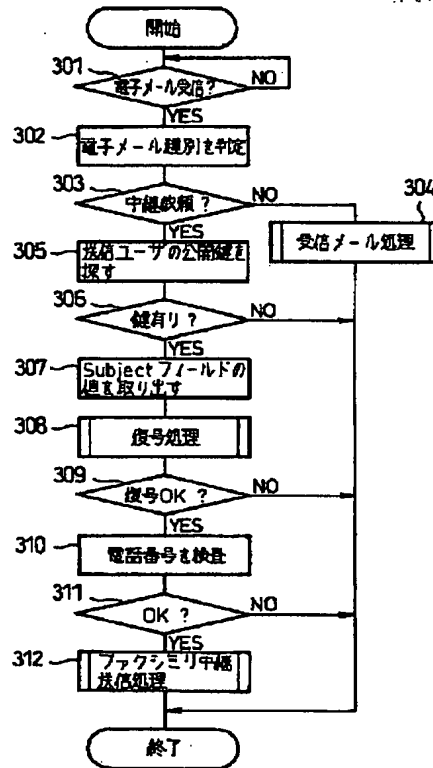 開始
301
電子メール受信?
NO
YES
302
電子メール種別を判定
303
中継依頼?
NO
304
YES
受信メール処理
305
送信ユーザの公開鍵を
探す
306
鍵有り?
NO
YES
307
Subjectフィールドの
値を取り出す
308
復号処理
309
復号OK?
NO
YES
310
電話番号を検査
311
OK?
NO
YES
312
ファクシミリ中継
送信処理
終了